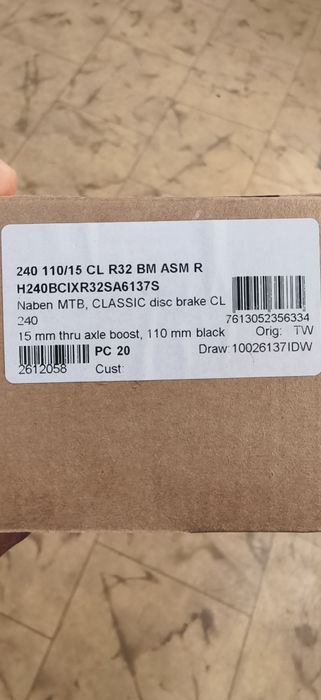 240 110/15 CL R32 BM ASM R
H240BCIXR32SA6137S
Naben MTB, CLASSIC disc brake CL
240
7613052356334
15 mm thru axle boost, 110 mm black Orig: TW
PC 20 Draw 10026137IDW
2612058 Cust: